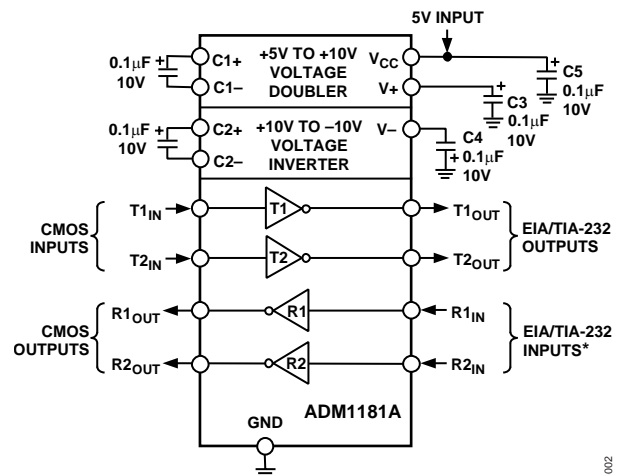 5V INPUT
0.1μF
10V
+
C1+
C1–
+5V TO +10V
VOLTAGE
DOUBLER
VCC
V+
+
C5
0.1μF
10V
+
C3
0.1μF
10V
0.1μF
10V
+
C2+
C2–
+10V TO –10V
VOLTAGE
INVERTER
V–
C4
+
0.1μF
10V
CMOS
INPUTS
T1IN
T1
T1OUT
T2IN
T2
T2OUT
EIA/TIA-232
OUTPUTS
CMOS
OUTPUTS
R1OUT
R1
R1IN
R2OUT
R2
R2IN
EIA/TIA-232
INPUTS*
ADM1181A
GND
002